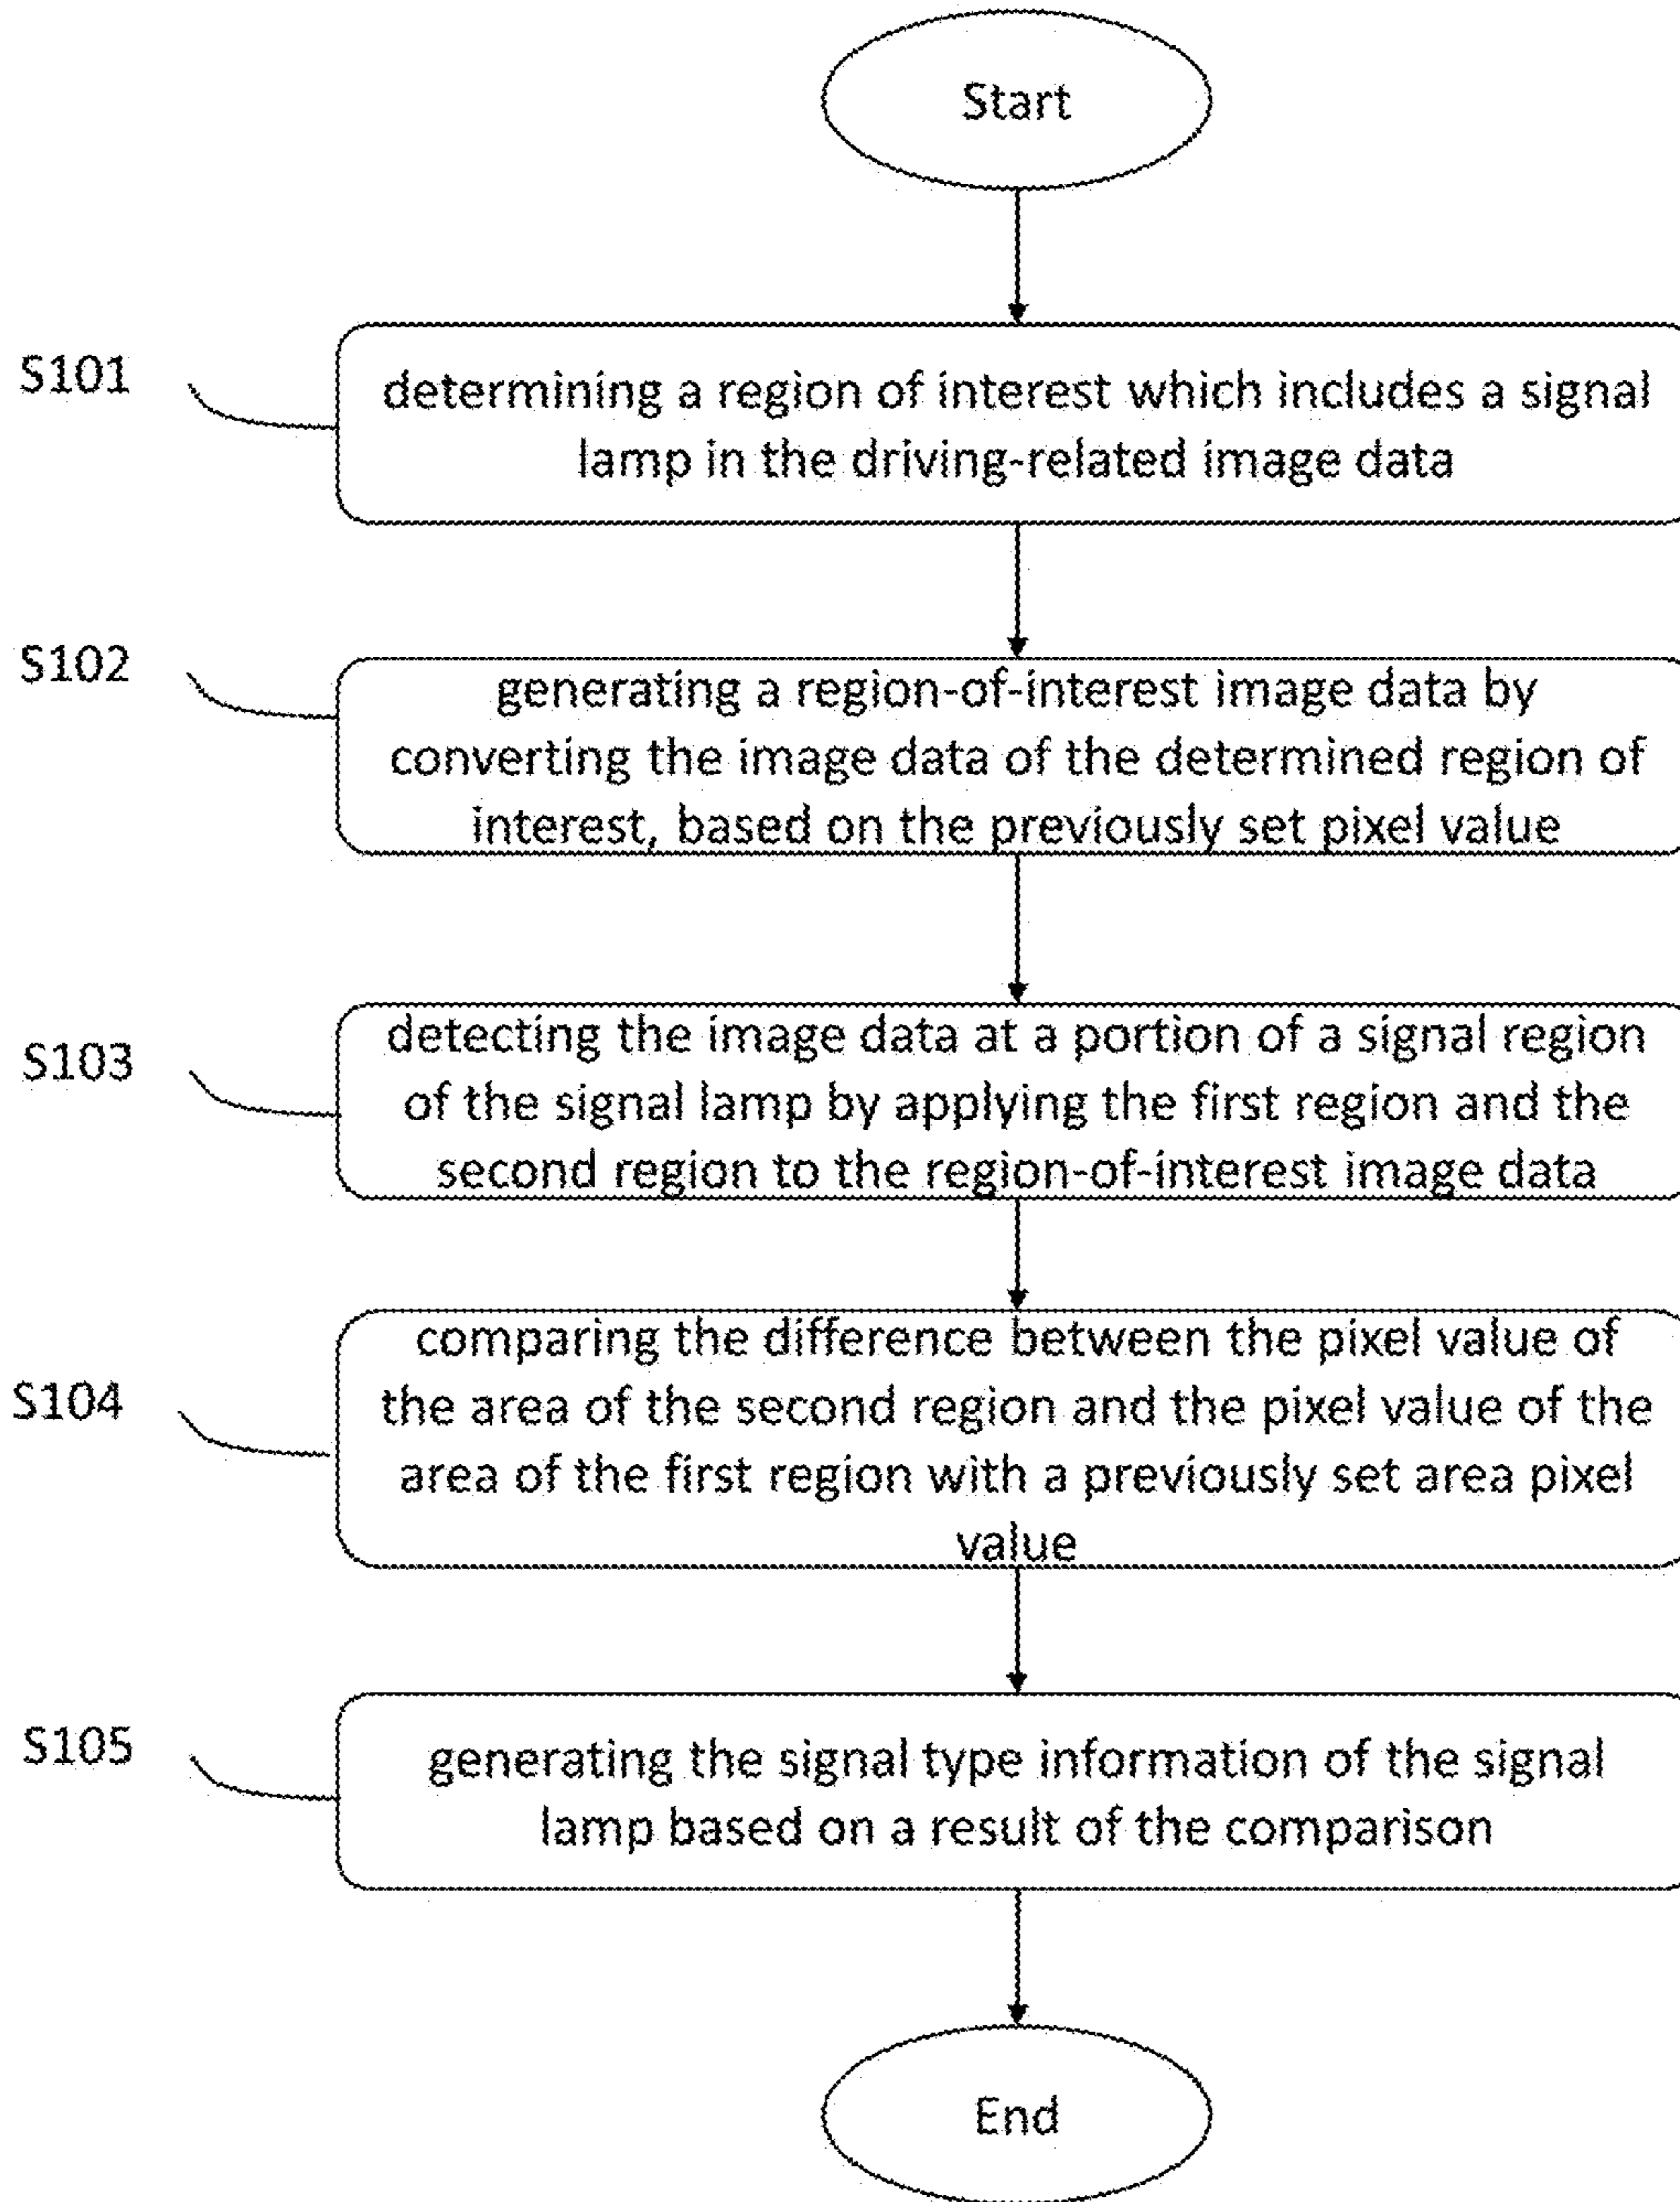 Start
S101
determining a region of interest which includes a signal
lamp in the driving-related image data
S102
generating a region-of-interest image data by
converting the image data of the determined region of
interest, based on the previously set pixel value
S103
detecting the image data at a portion of a signal region
of the signal lamp by applying the first region and the
second region to the region-of-interest image data
S104
comparing the difference between the pixel value of
the area of the second region and the pixel value of the
area of the first region with a previously set area pixel
value
S105
generating the signal type information of the signal
lamp based on a result of the comparison
End